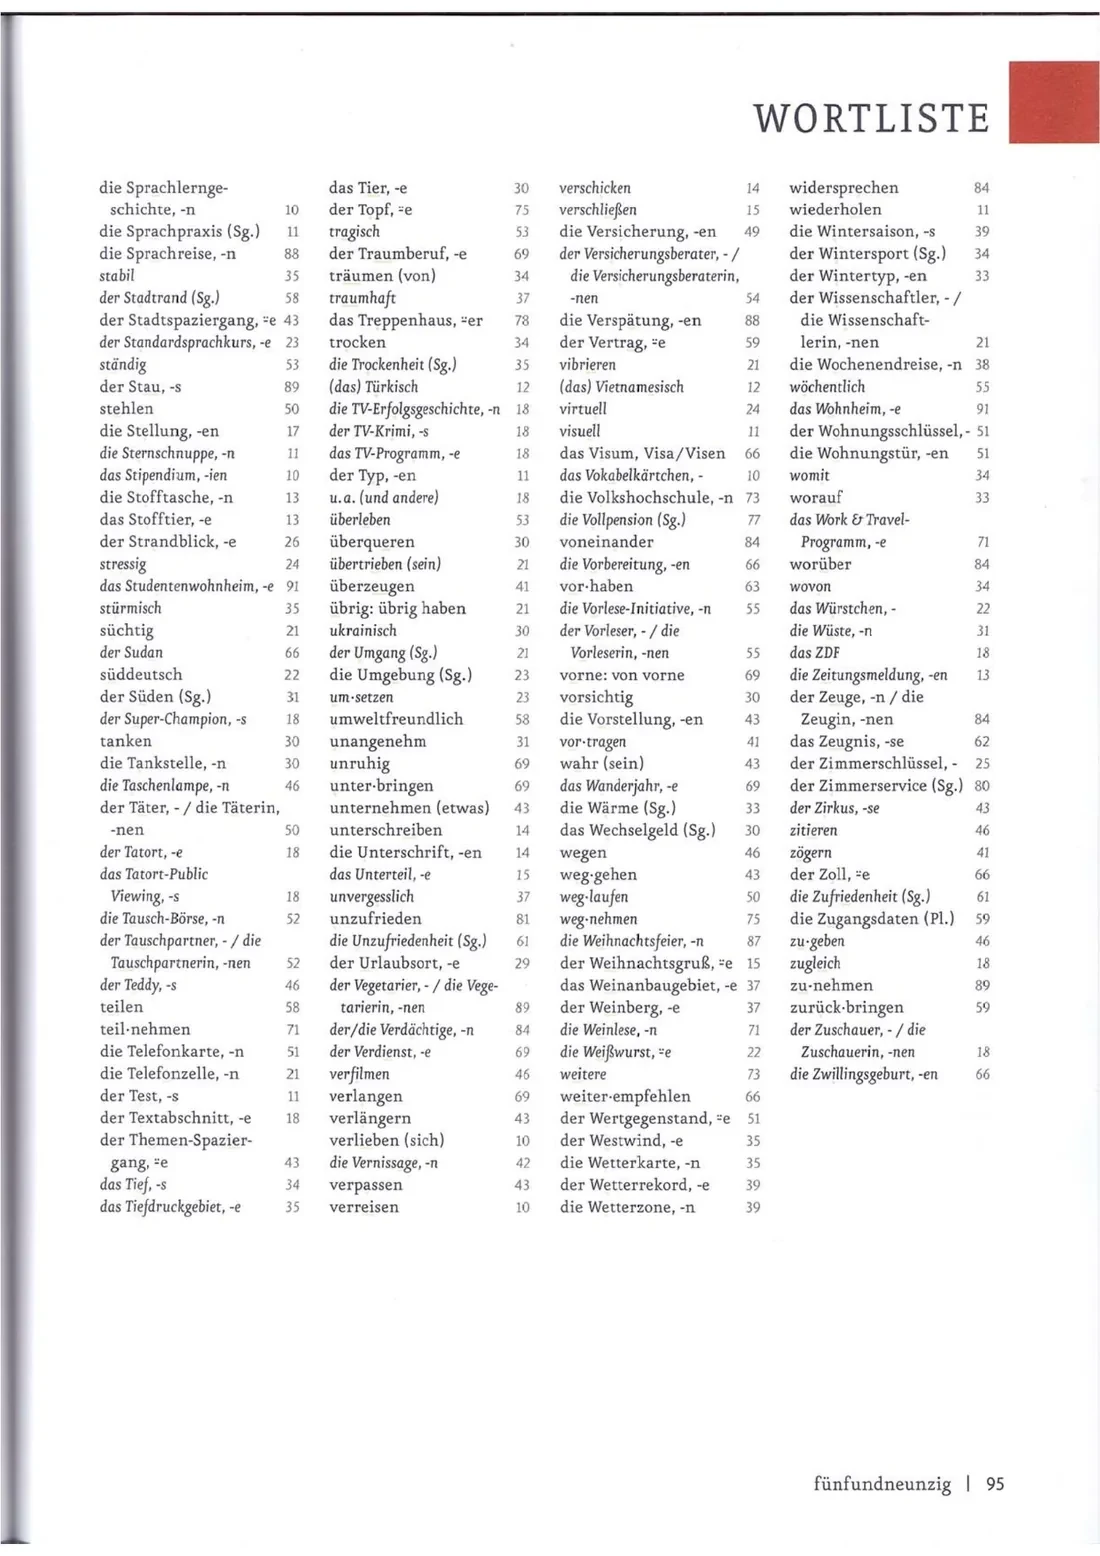 WORTLISTE
die Sprachlernge-
schichte, -n 10
die Sprachpraxis (Sg.) 11
die Sprachreise, -n 88
stabil 35
der Stadtrand (Sg.) 58
der Stadtspaziergang, ⸚e 43
der Standardsprachkurs, -e 23
ständig 53
der Stau, -s 89
stehlen 50
die Stellung, -en 17
die Sternschnuppe, -n 11
das Stipendium, -ien 10
die Stofftasche, -n 13
das Stofftier, -e 13
der Strandblick, -e 26
stressig 24
das Studentenwohnheim, -e 91
stürmisch 35
süchtig 21
der Sudan 66
süddeutsch 22
der Süden (Sg.) 31
der Super-Champion, -s 18
tanken 30
die Tankstelle, -n 30
die Taschenlampe, -n 46
der Täter, - / die Täterin,
-nen 50
der Tatort, -e 18
das Tatort-Public
Viewing, -s 18
die Tausch-Börse, -n 52
der Tauschpartner, - / die
Tauschpartnerin, -nen 52
der Teddy, -s 46
teilen 58
teil·nehmen 71
die Telefonkarte, -n 51
die Telefonzelle, -n 21
der Test, -s 11
der Textabschnitt, -e 18
der Themen-Spazier-
gang, ⸚e 43
das Tief, -s 34
das Tiefdruckgebiet, -e 35
das Tier, -e 30
der Topf, ⸚e 75
tragisch 53
der Traumberuf, -e 69
träumen (von) 34
traumhaft 37
das Treppenhaus, ⸚er 78
trocken 34
die Trockenheit (Sg.) 35
(das) Türkisch 12
die TV-Erfolgsgeschichte, -n 18
der TV-Krimi, -s 18
das TV-Programm, -e 18
der Typ, -en 11
u.a. (und andere) 18
überleben 53
überqueren 30
übertrieben (sein) 21
überzeugen 41
übrig: übrig haben 21
ukrainisch 30
der Umgang (Sg.) 21
die Umgebung (Sg.) 23
um·setzen 23
umweltfreundlich 58
unangenehm 31
unruhig 69
unter·bringen 69
unternehmen (etwas) 43
unterschreiben 14
die Unterschrift, -en 14
das Unterteil, -e 15
unvergesslich 37
unzufrieden 81
die Unzufriedenheit (Sg.) 61
der Urlaubsort, -e 29
der Vegetarier, - / die Vege-
tarierin, -nen 89
der/die Verdächtige, -n 84
der Verdienst, -e 69
verfilmen 46
verlangen 69
verlängern 43
verlieben (sich) 10
die Vernissage, -n 42
verpassen 43
verreisen 10
verschicken 14
verschließen 15
die Versicherung, -en 49
der Versicherungsberater, - /
die Versicherungsberaterin,
-nen 54
die Verspätung, -en 88
der Vertrag, ⸚e 59
vibrieren 21
(das) Vietnamesisch 12
virtuell 24
visuell 11
das Visum, Visa/Visen 66
das Vokabelkärtchen, - 10
die Volkshochschule, -n 73
die Vollpension (Sg.) 77
voneinander 84
die Vorbereitung, -en 66
vor·haben 63
die Vorlese-Initiative, -n 55
der Vorleser, - / die
Vorleserin, -nen 55
vorne: von vorne 69
vorsichtig 30
die Vorstellung, -en 43
vor·tragen 41
wahr (sein) 43
das Wanderjahr, -e 69
die Wärme (Sg.) 33
das Wechselgeld (Sg.) 30
wegen 46
weg·gehen 43
weg·laufen 50
weg·nehmen 75
die Weihnachtsfeier, -n 87
der Weihnachtsgruß, ⸚e 15
das Weinanbaugebiet, -e 37
der Weinberg, -e 37
die Weinlese, -n 71
die Weißwurst, ⸚e 22
weitere 73
weiter·empfehlen 66
der Wertgegenstand, ⸚e 51
der Westwind, -e 35
die Wetterkarte, -n 35
der Wetterrekord, -e 39
die Wetterzone, -n 39
widersprechen 84
wiederholen 11
die Wintersaison, -s 39
der Wintersport (Sg.) 34
der Wintertyp, -en 33
der Wissenschaftler, - /
die Wissenschaft-
lerin, -nen 21
die Wochenendreise, -n 38
wöchentlich 55
das Wohnheim, -e 91
der Wohnungsschlüssel, - 51
die Wohnungstür, -en 51
womit 34
worauf 33
das Work & Travel-
Programm, -e 71
worüber 84
wovon 34
das Würstchen, - 22
die Wüste, -n 31
das ZDF 18
die Zeitungsmeldung, -en 13
der Zeuge, -n / die
Zeugin, -nen 84
das Zeugnis, -se 62
der Zimmerschlüssel, - 25
der Zimmerservice (Sg.) 80
der Zirkus, -se 43
zitieren 46
zögern 41
der Zoll, ⸚e 66
die Zufriedenheit (Sg.) 61
die Zugangsdaten (Pl.) 59
zu·geben 46
zugleich 18
zu·nehmen 89
zurück·bringen 59
der Zuschauer, - / die
Zuschauerin, -nen 18
die Zwillingsgeburt, -en 66
fünfundneunzig | 95